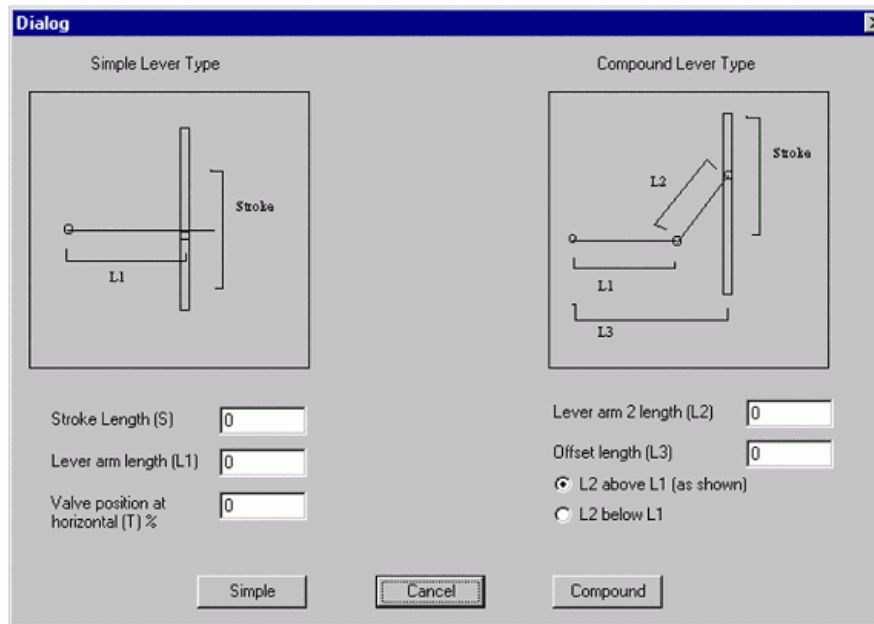 Dialog
Simple Lever Type
Stroke
L1
Compound Lever Type
Stroke
L2
L1
L3
Stroke Length (S) 0
Lever arm length (L1) 0
Valve position at
horizontal (T) % 0
Lever arm 2 length (L2) 0
Offset length (L3) 0
L2 above L1 (as shown)
L2 below L1
Simple
Cancel
Compound